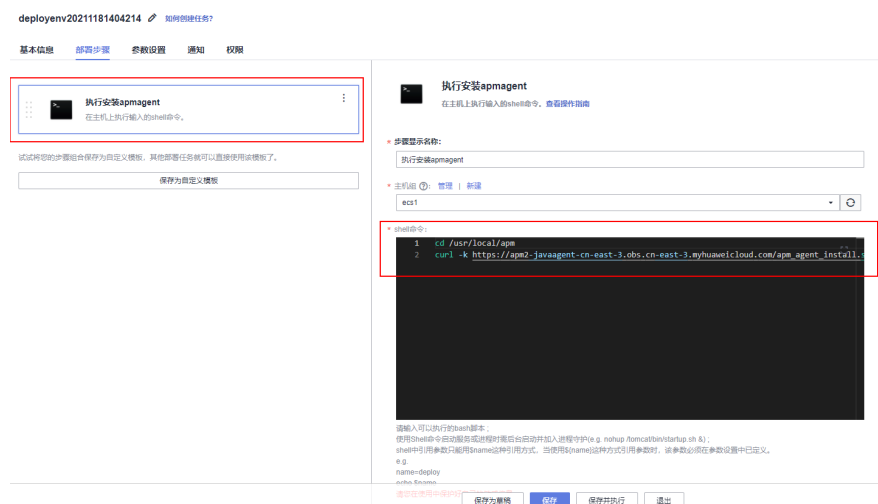 deployenv20211181404214 如何创建任务?
基本信息 部署步骤 参数设置 通知 权限
执行安装apmagent
在主机上执行输入的shell命令。
试试将您的步骤组合保存为自定义模板，其他部署任务就可以直接使用该模板了。
保存为自定义模板
执行安装apmagent
在主机上执行输入的shell命令。查看操作指南
* 步骤显示名称:
执行安装apmagent
* 主机组 ?: 管理 | 新建
ecs1
* shell命令:
1 cd /usr/local/apm
2 curl -k https://apm2-javaagent-cn-east-3.obs.cn-east-3.myhuaweicloud.com/apm_agent_install.s
请输入可以执行的bash脚本 ;
使用Shell命令启动服务或进程时需后台启动并加入进程守护(e.g. nohup /tomcat/bin/startup.sh &) ;
shell中引用参数只能用$name这种引用方式，当使用${name}这种方式引用参数时，该参数必须在参数设置中已定义。
e.g.
name=deploy
echo $name
请您在使用中保护好
保存为草稿 保存 保存并执行 退出